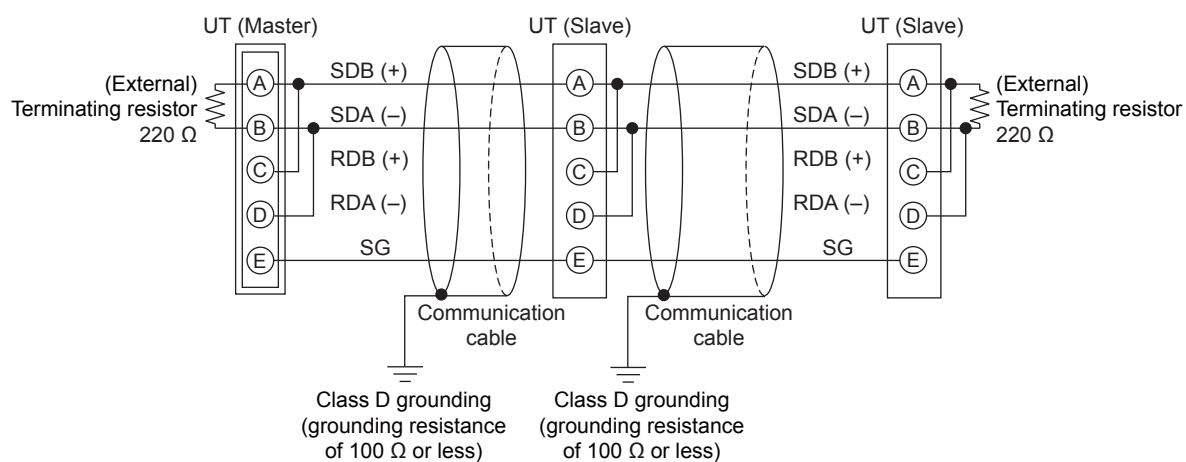 UT (Master)
UT (Slave)
UT (Slave)
(External)
Terminating resistor
220 Ω
A
B
C
D
E
SDB (+)
SDA (–)
RDB (+)
RDA (–)
SG
A
B
C
D
E
SDB (+)
SDA (–)
RDB (+)
RDA (–)
SG
A
B
C
D
E
(External)
Terminating resistor
220 Ω
Communication
cable
Communication
cable
Class D grounding
(grounding resistance
of 100 Ω or less)
Class D grounding
(grounding resistance
of 100 Ω or less)